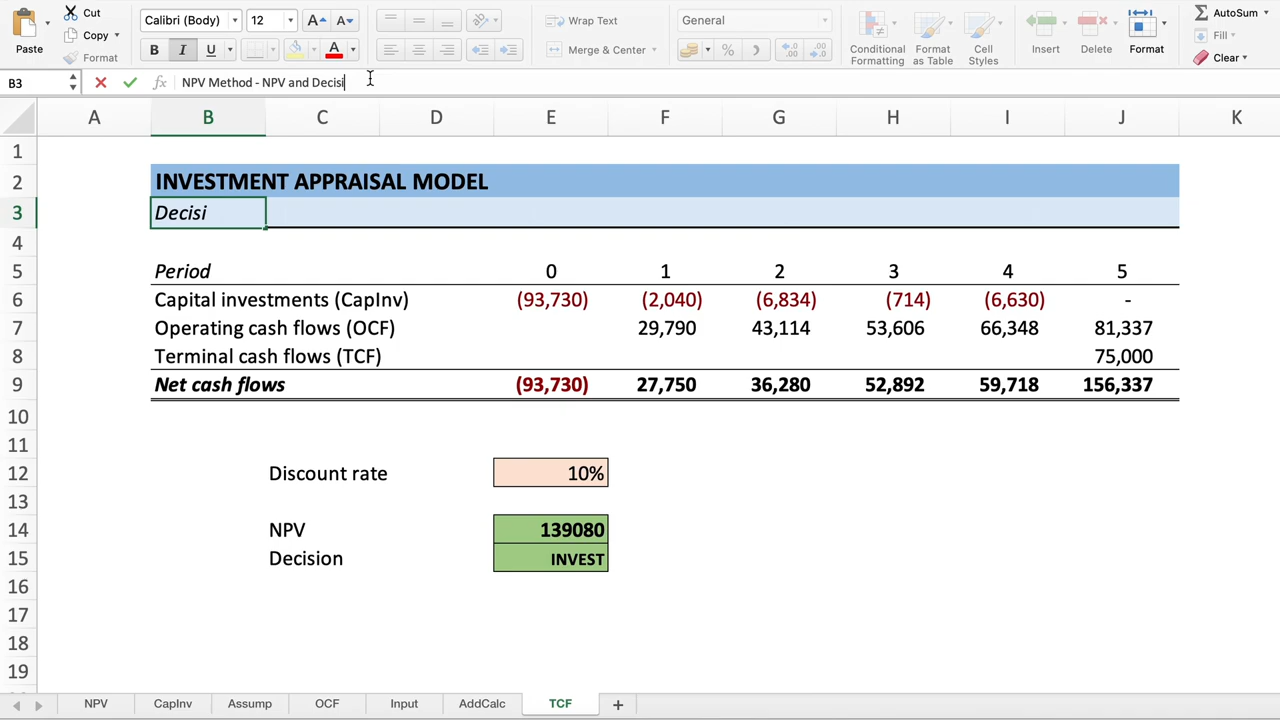 Cut
Calibri (Body) 12 A A Wrap Text General AutoSum
Copy Fill
Paste Format B I U A Merge & Center % Conditional Formatting Format as Table Cell Styles Insert Delete Format Clear
B3 fx NPV Method - NPV and Decisi
A B C D E F G H I J K
1
2 INVESTMENT APPRAISAL MODEL
3 Decisi
4
5 Period 0 1 2 3 4 5
6 Capital investments (CapInv) (93,730) (2,040) (6,834) (714) (6,630) -
7 Operating cash flows (OCF) 29,790 43,114 53,606 66,348 81,337
8 Terminal cash flows (TCF) 75,000
9 Net cash flows (93,730) 27,750 36,280 52,892 59,718 156,337
10
11
12 Discount rate 10%
13
14 NPV 139080
15 Decision INVEST
16
17
18
19
NPV CapInv Assump OCF Input AddCalc TCF +